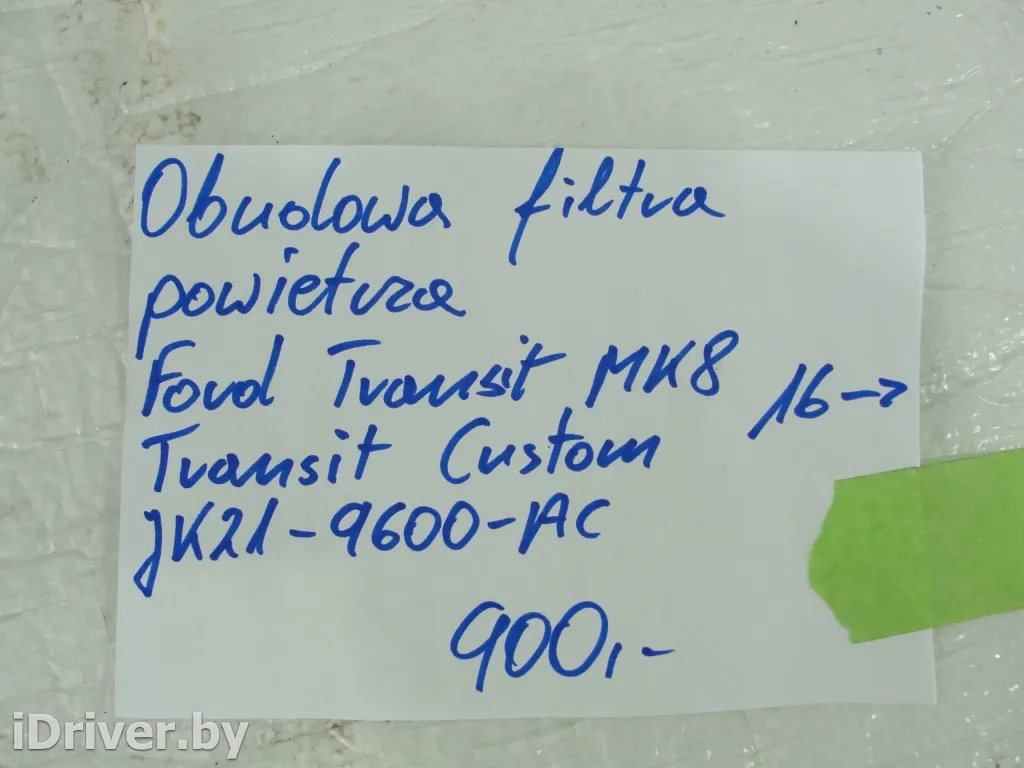 Obudowa filtra
powietrza
Ford Transit MK8 16->
Transit Custom
JK21-9600-AC
900,-
iDriver.by